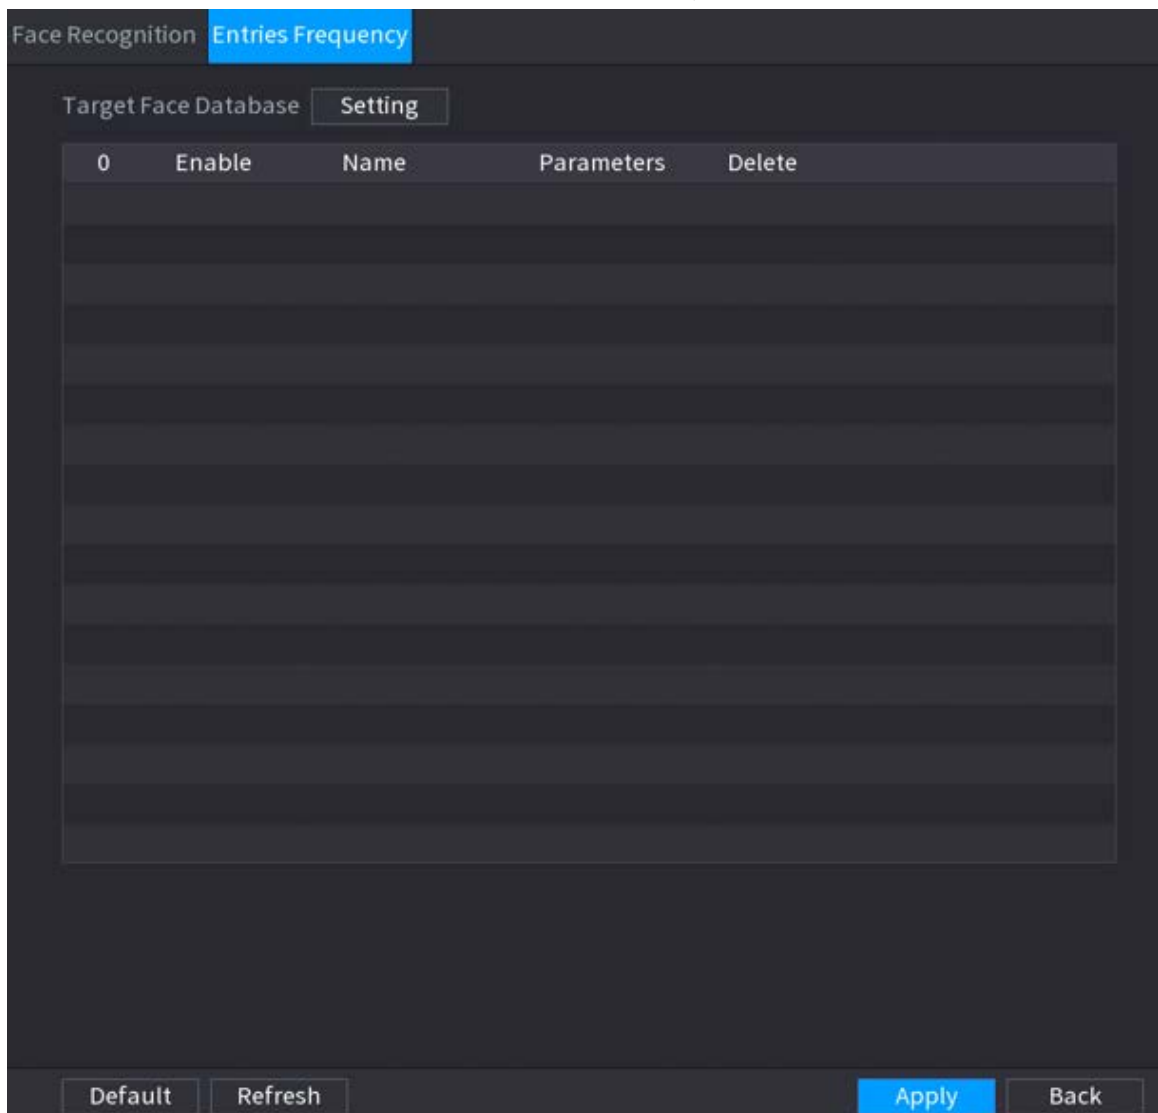 Face Recognition Entries Frequency
Target Face Database Setting
0 Enable Name Parameters Delete
Default Refresh Apply Back